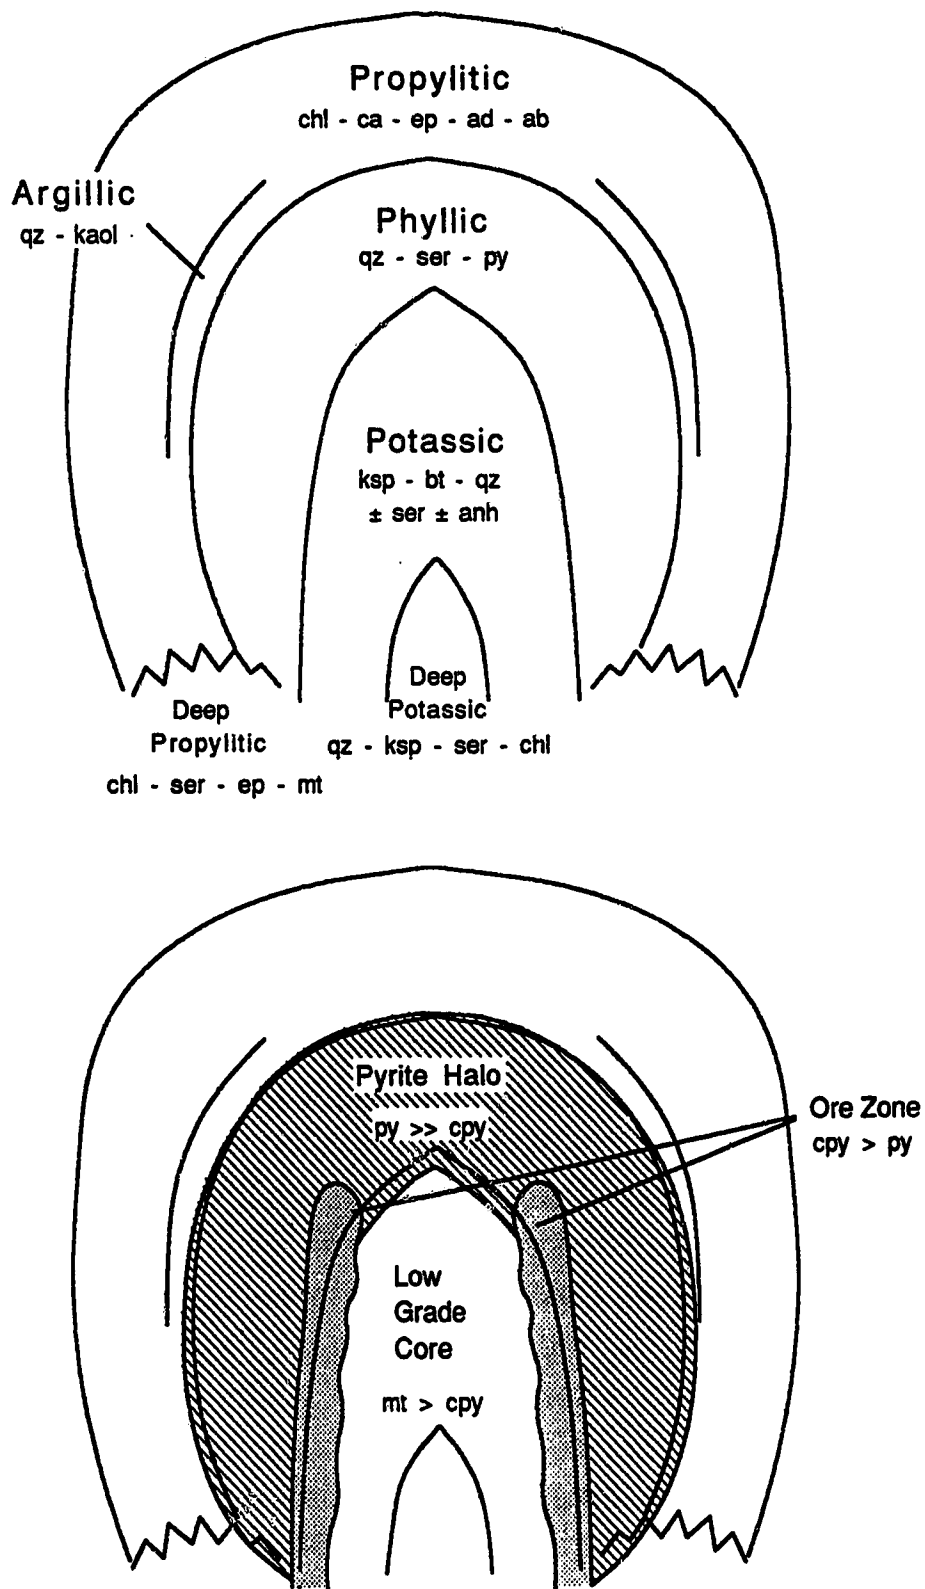 Propylitic
chl - ca - ep - ad - ab
Argillic
qz - kaol
Phyllic
qz - ser - py
Potassic
ksp - bt - qz
± ser ± anh
Deep
Potassic
qz - ksp - ser - chl
Deep
Propylitic
chl - ser - ep - mt
Pyrite Halo
py >> cpy
Ore Zone
cpy > py
Low
Grade
Core
mt > cpy